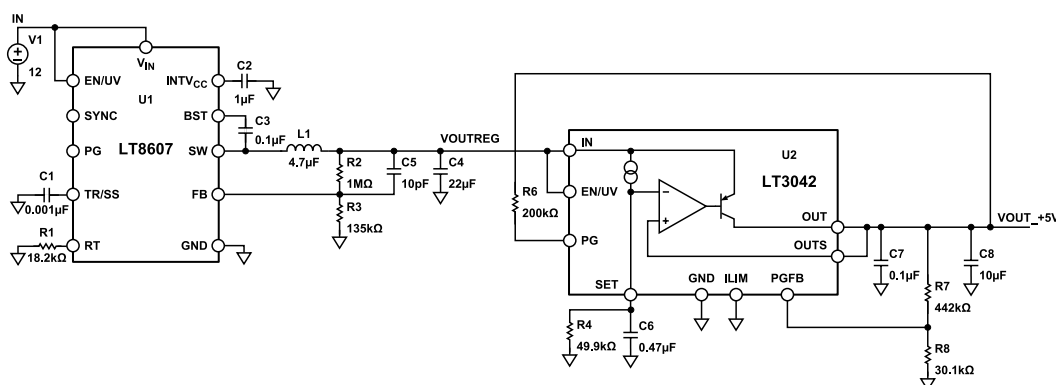 IN
V1
12
VIN
EN/UV
U1
INTVCC
C2
1µF
SYNC
BST
LT8607
C3
0.1µF
L1
4.7µF
PG
SW
VOUTREG
R2
1MΩ
C5
10pF
C4
22µF
C1
0.001µF
TR/SS
FB
R3
135kΩ
R1
18.2kΩ
RT
GND
IN
U2
LT3042
EN/UV
R6
200kΩ
PG
−
+
OUT
OUTS
VOUT_+5V
C7
0.1µF
C8
10µF
R7
442kΩ
SET
GND
ILIM
PGFB
R4
49.9kΩ
C6
0.47µF
R8
30.1kΩ